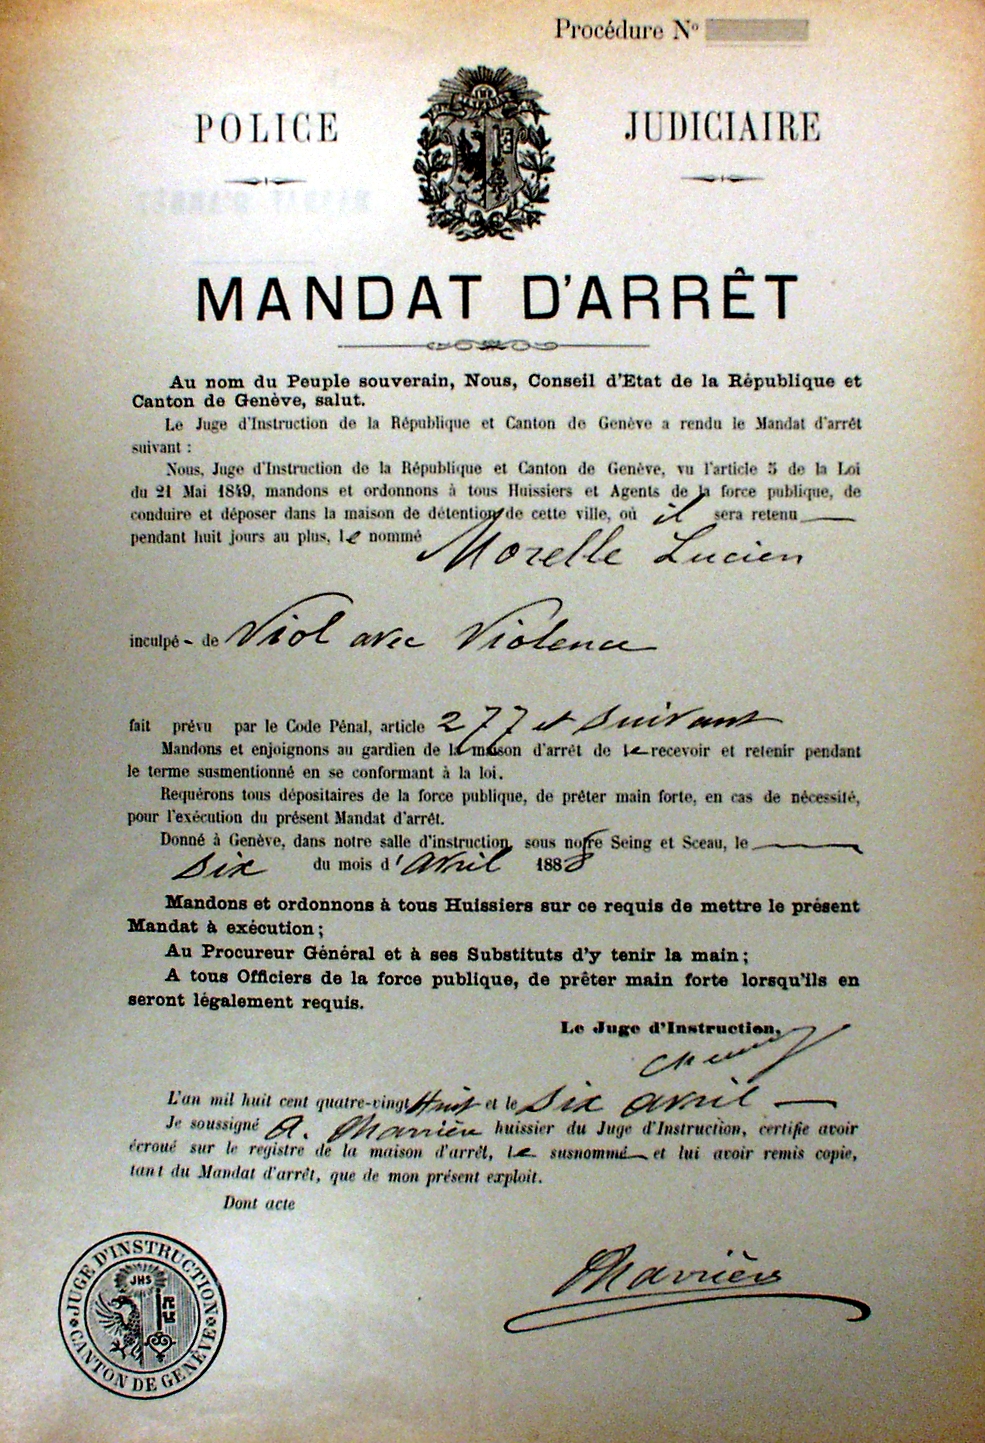 Procédure Nº
POLICE JUDICIAIRE
MANDAT D'ARRÊT
Au nom du Peuple souverain, Nous, Conseil d'Etat de la République et
Canton de Genève, salut.
Le Juge d'Instruction de la République et Canton de Genève a rendu le Mandat d'arrêt
suivant :
Nous, Juge d'Instruction de la République et Canton de Genève, vu l'article 5 de la Loi
du 21 Mai 1849, mandons et ordonnons à tous Huissiers et Agents de la force publique, de
conduire et déposer dans la maison de détention de cette ville, où il sera retenu
pendant huit jours au plus, le nommé
Morelle Lucien
inculpé - de Viol avec Violence
fait prévu par le Code Pénal, article 277 et suivant
Mandons et enjoignons au gardien de la maison d'arrêt de le recevoir et retenir pendant
le terme susmentionné en se conformant à la loi.
Requérons tous dépositaires de la force publique, de prêter main forte, en cas de nécessité,
pour l'exécution du présent Mandat d'arrêt.
Donné à Genève, dans notre salle d'instruction, sous notre Seing et Sceau, le
six du mois d'avril 1888
Mandons et ordonnons à tous Huissiers sur ce requis de mettre le présent
Mandat à exécution ;
Au Procureur Général et à ses Substituts d'y tenir la main ;
A tous Officiers de la force publique, de prêter main forte lorsqu'ils en
seront légalement requis.
Le Juge d'Instruction,
L'an mil huit cent quatre-vingt Huit et le Six avril
Je soussigné A. Charrière huissier du Juge d'Instruction, certifie avoir
écroué sur le registre de la maison d'arrêt, le susnommé et lui avoir remis copie,
tant du Mandat d'arrêt, que de mon présent exploit.
Dont acte
Charrière
JUGE D'INSTRUCTION
JHS
CANTON DE GENÈVE